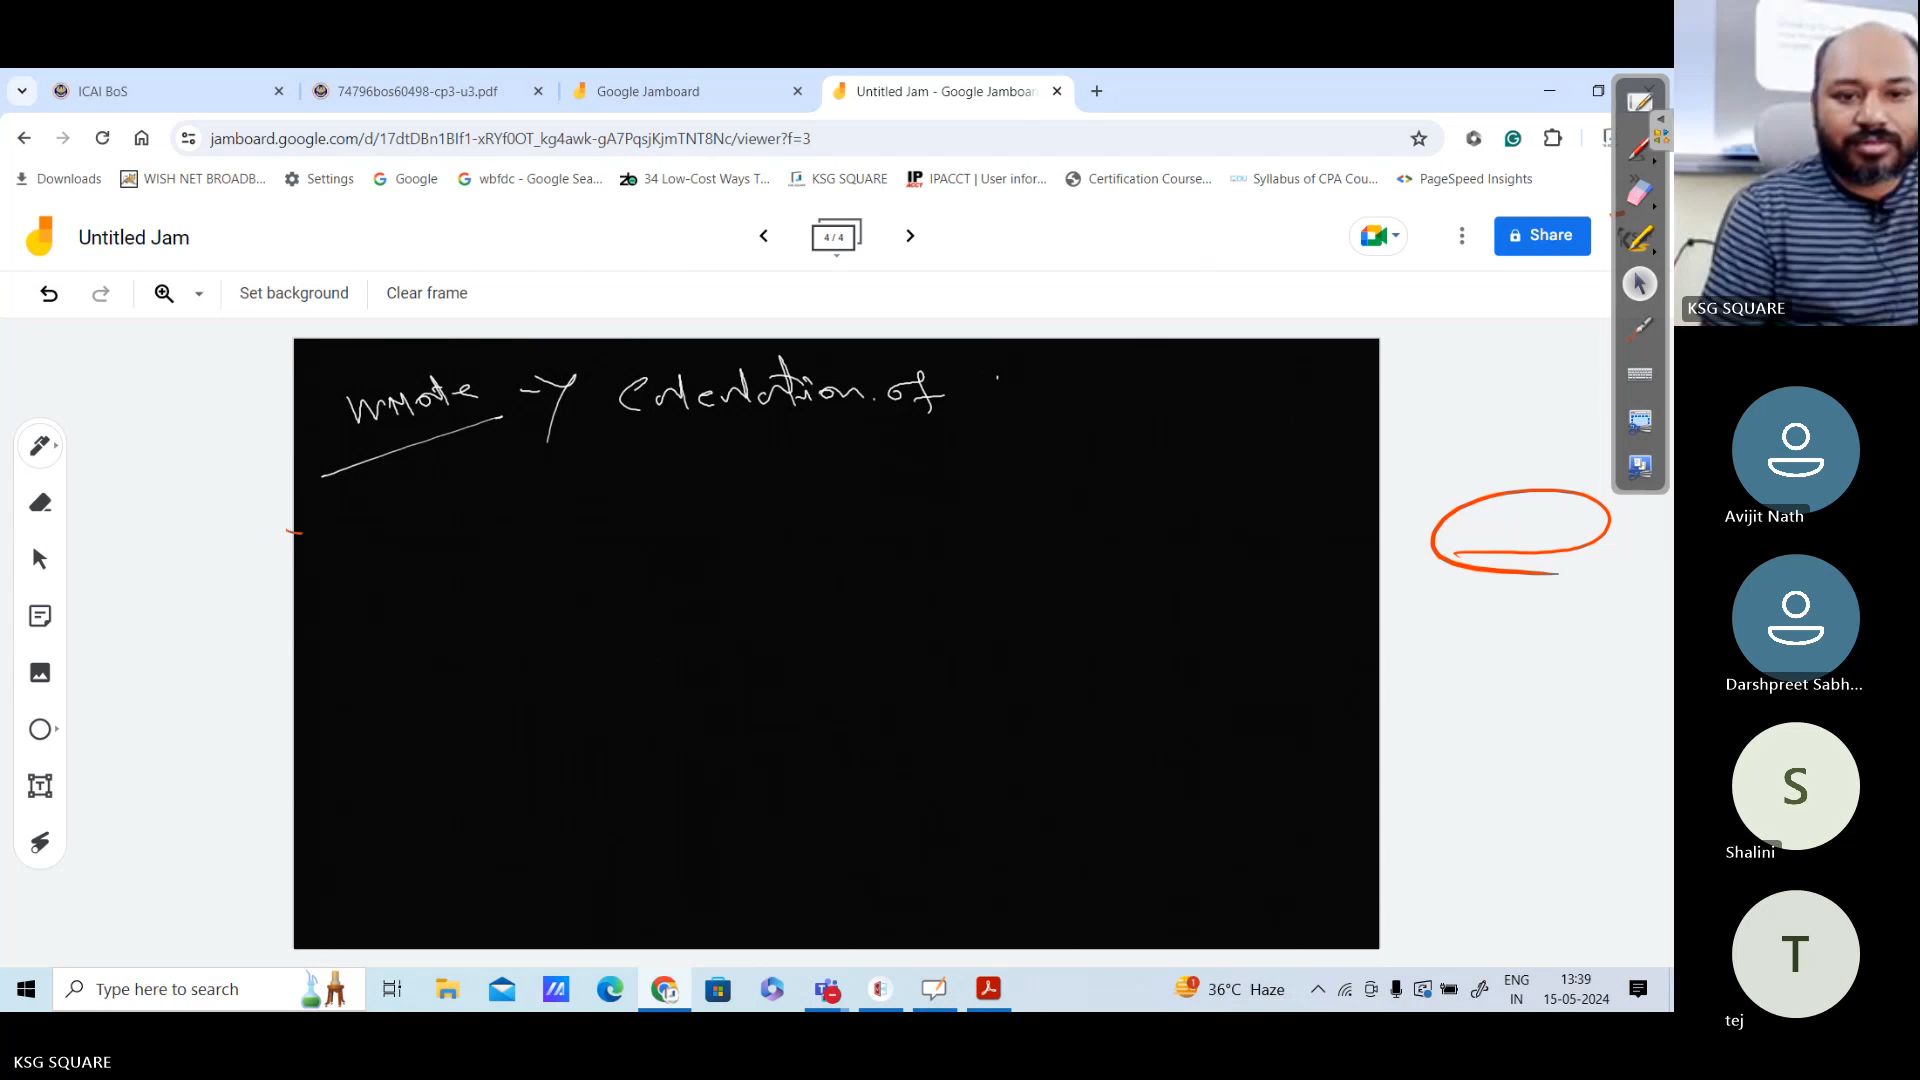 ICAI BoS
74796bos60498-cp3-u3.pdf
Google Jamboard
Untitled Jam - Google Jamboar
jamboard.google.com/d/17dtDBn1BIf1-xRYf0OT_kg4awk-gA7PqsjKjmTNT8Nc/viewer?f=3
Downloads
WISH NET BROADB...
Settings
Google
wbfdc - Google Sea...
34 Low-Cost Ways T...
KSG SQUARE
IPACCT | User infor...
Certification Course...
Syllabus of CPA Cou...
PageSpeed Insights
Untitled Jam
4 / 4
Share
Set background
Clear frame
Calculation of
KSG SQUARE
Avijit Nath
Darshpreet Sabh...
S
Shalini
T
tej
Type here to search
1
36°C Haze
ENG
IN
13:39
15-05-2024
KSG SQUARE